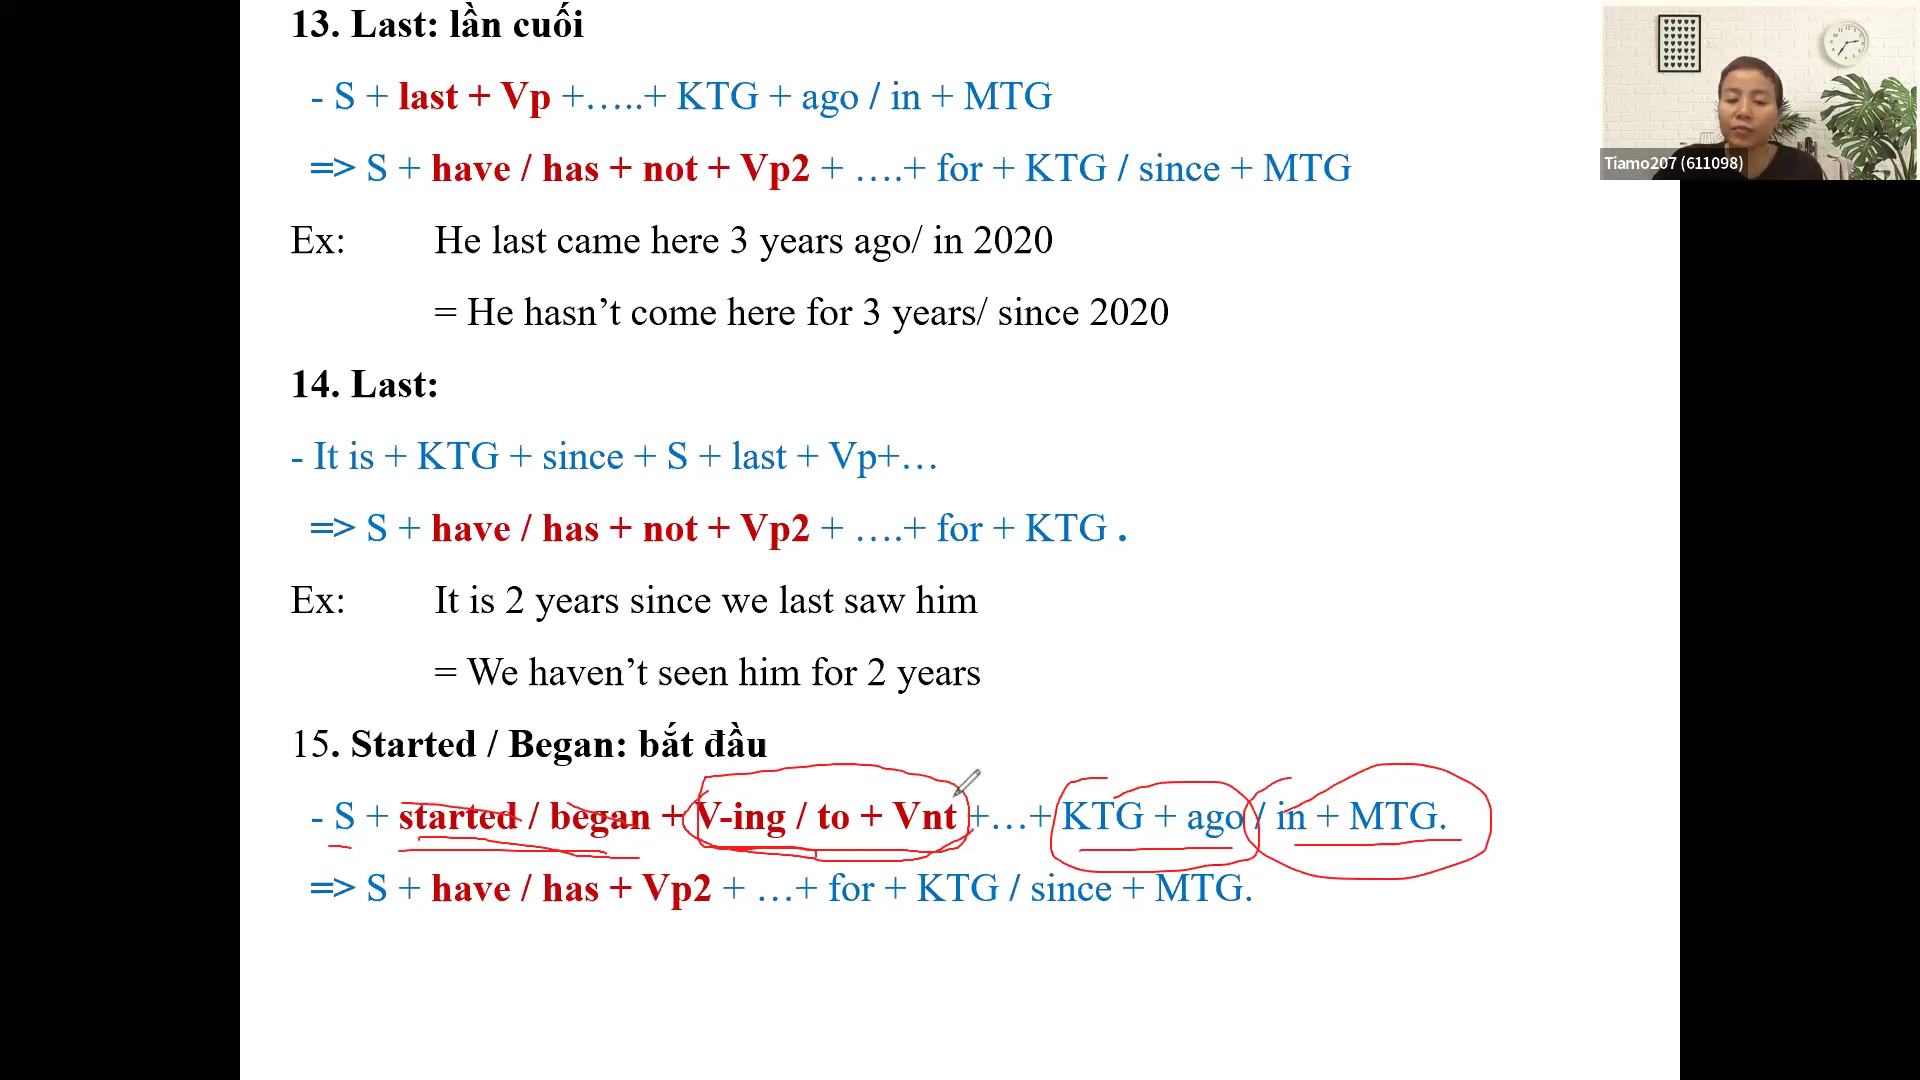 13. Last: lần cuối
- S + last + Vp +…..+ KTG + ago / in + MTG
=> S + have / has + not + Vp2 + ….+ for + KTG / since + MTG
Ex: He last came here 3 years ago/ in 2020
= He hasn’t come here for 3 years/ since 2020
14. Last:
- It is + KTG + since + S + last + Vp+…
=> S + have / has + not + Vp2 + ….+ for + KTG .
Ex: It is 2 years since we last saw him
= We haven’t seen him for 2 years
15. Started / Began: bắt đầu
- S + started / began + V-ing / to + Vnt +…+ KTG + ago / in + MTG.
=> S + have / has + Vp2 + …+ for + KTG / since + MTG.
Tiamo207 (611098)